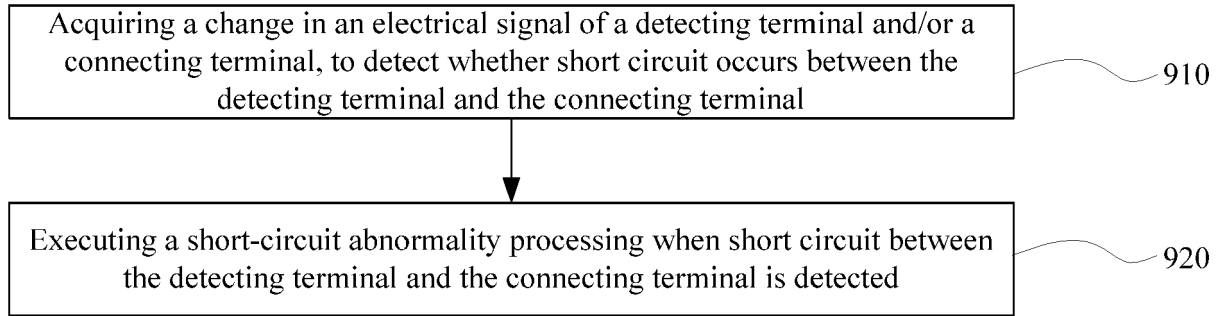 Acquiring a change in an electrical signal of a detecting terminal and/or a
connecting terminal, to detect whether short circuit occurs between the
detecting terminal and the connecting terminal
910
Executing a short-circuit abnormality processing when short circuit between
the detecting terminal and the connecting terminal is detected
920